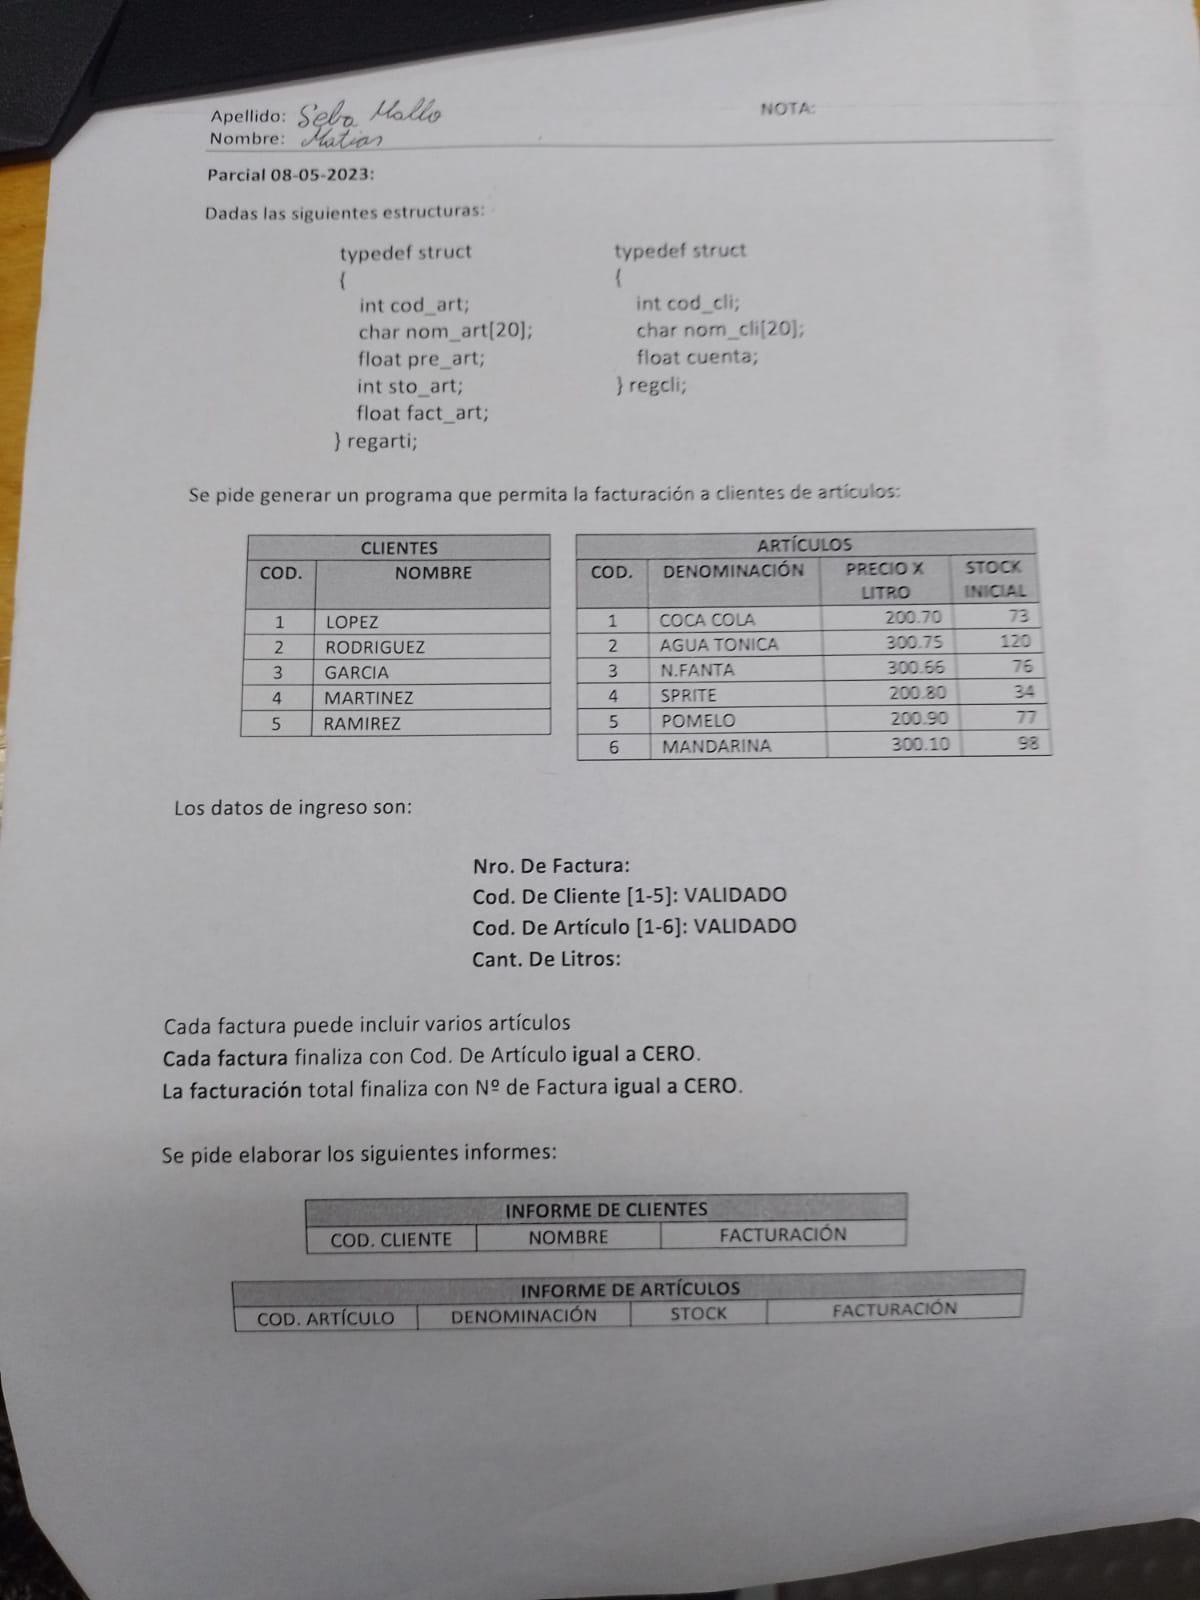 Apellido: Seba Mallo NOTA:
Nombre: Matias
Parcial 08-05-2023:
Dadas las siguientes estructuras:
typedef struct typedef struct
{ {
int cod_art; int cod_cli;
char nom_art[20]; char nom_cli[20];
float pre_art; float cuenta;
int sto_art; } regcli;
float fact_art;
} regarti;
Se pide generar un programa que permita la facturación a clientes de artículos:
CLIENTES
COD. NOMBRE
1 LOPEZ
2 RODRIGUEZ
3 GARCIA
4 MARTINEZ
5 RAMIREZ
ARTÍCULOS
COD. DENOMINACIÓN PRECIO X LITRO STOCK INICIAL
1 COCA COLA 200.70 73
2 AGUA TONICA 300.75 120
3 N.FANTA 300.66 76
4 SPRITE 200.80 34
5 POMELO 200.90 77
6 MANDARINA 300.10 98
Los datos de ingreso son:
Nro. De Factura:
Cod. De Cliente [1-5]: VALIDADO
Cod. De Artículo [1-6]: VALIDADO
Cant. De Litros:
Cada factura puede incluir varios artículos
Cada factura finaliza con Cod. De Artículo igual a CERO.
La facturación total finaliza con Nº de Factura igual a CERO.
Se pide elaborar los siguientes informes:
INFORME DE CLIENTES
COD. CLIENTE NOMBRE FACTURACIÓN
INFORME DE ARTÍCULOS
COD. ARTÍCULO DENOMINACIÓN STOCK FACTURACIÓN